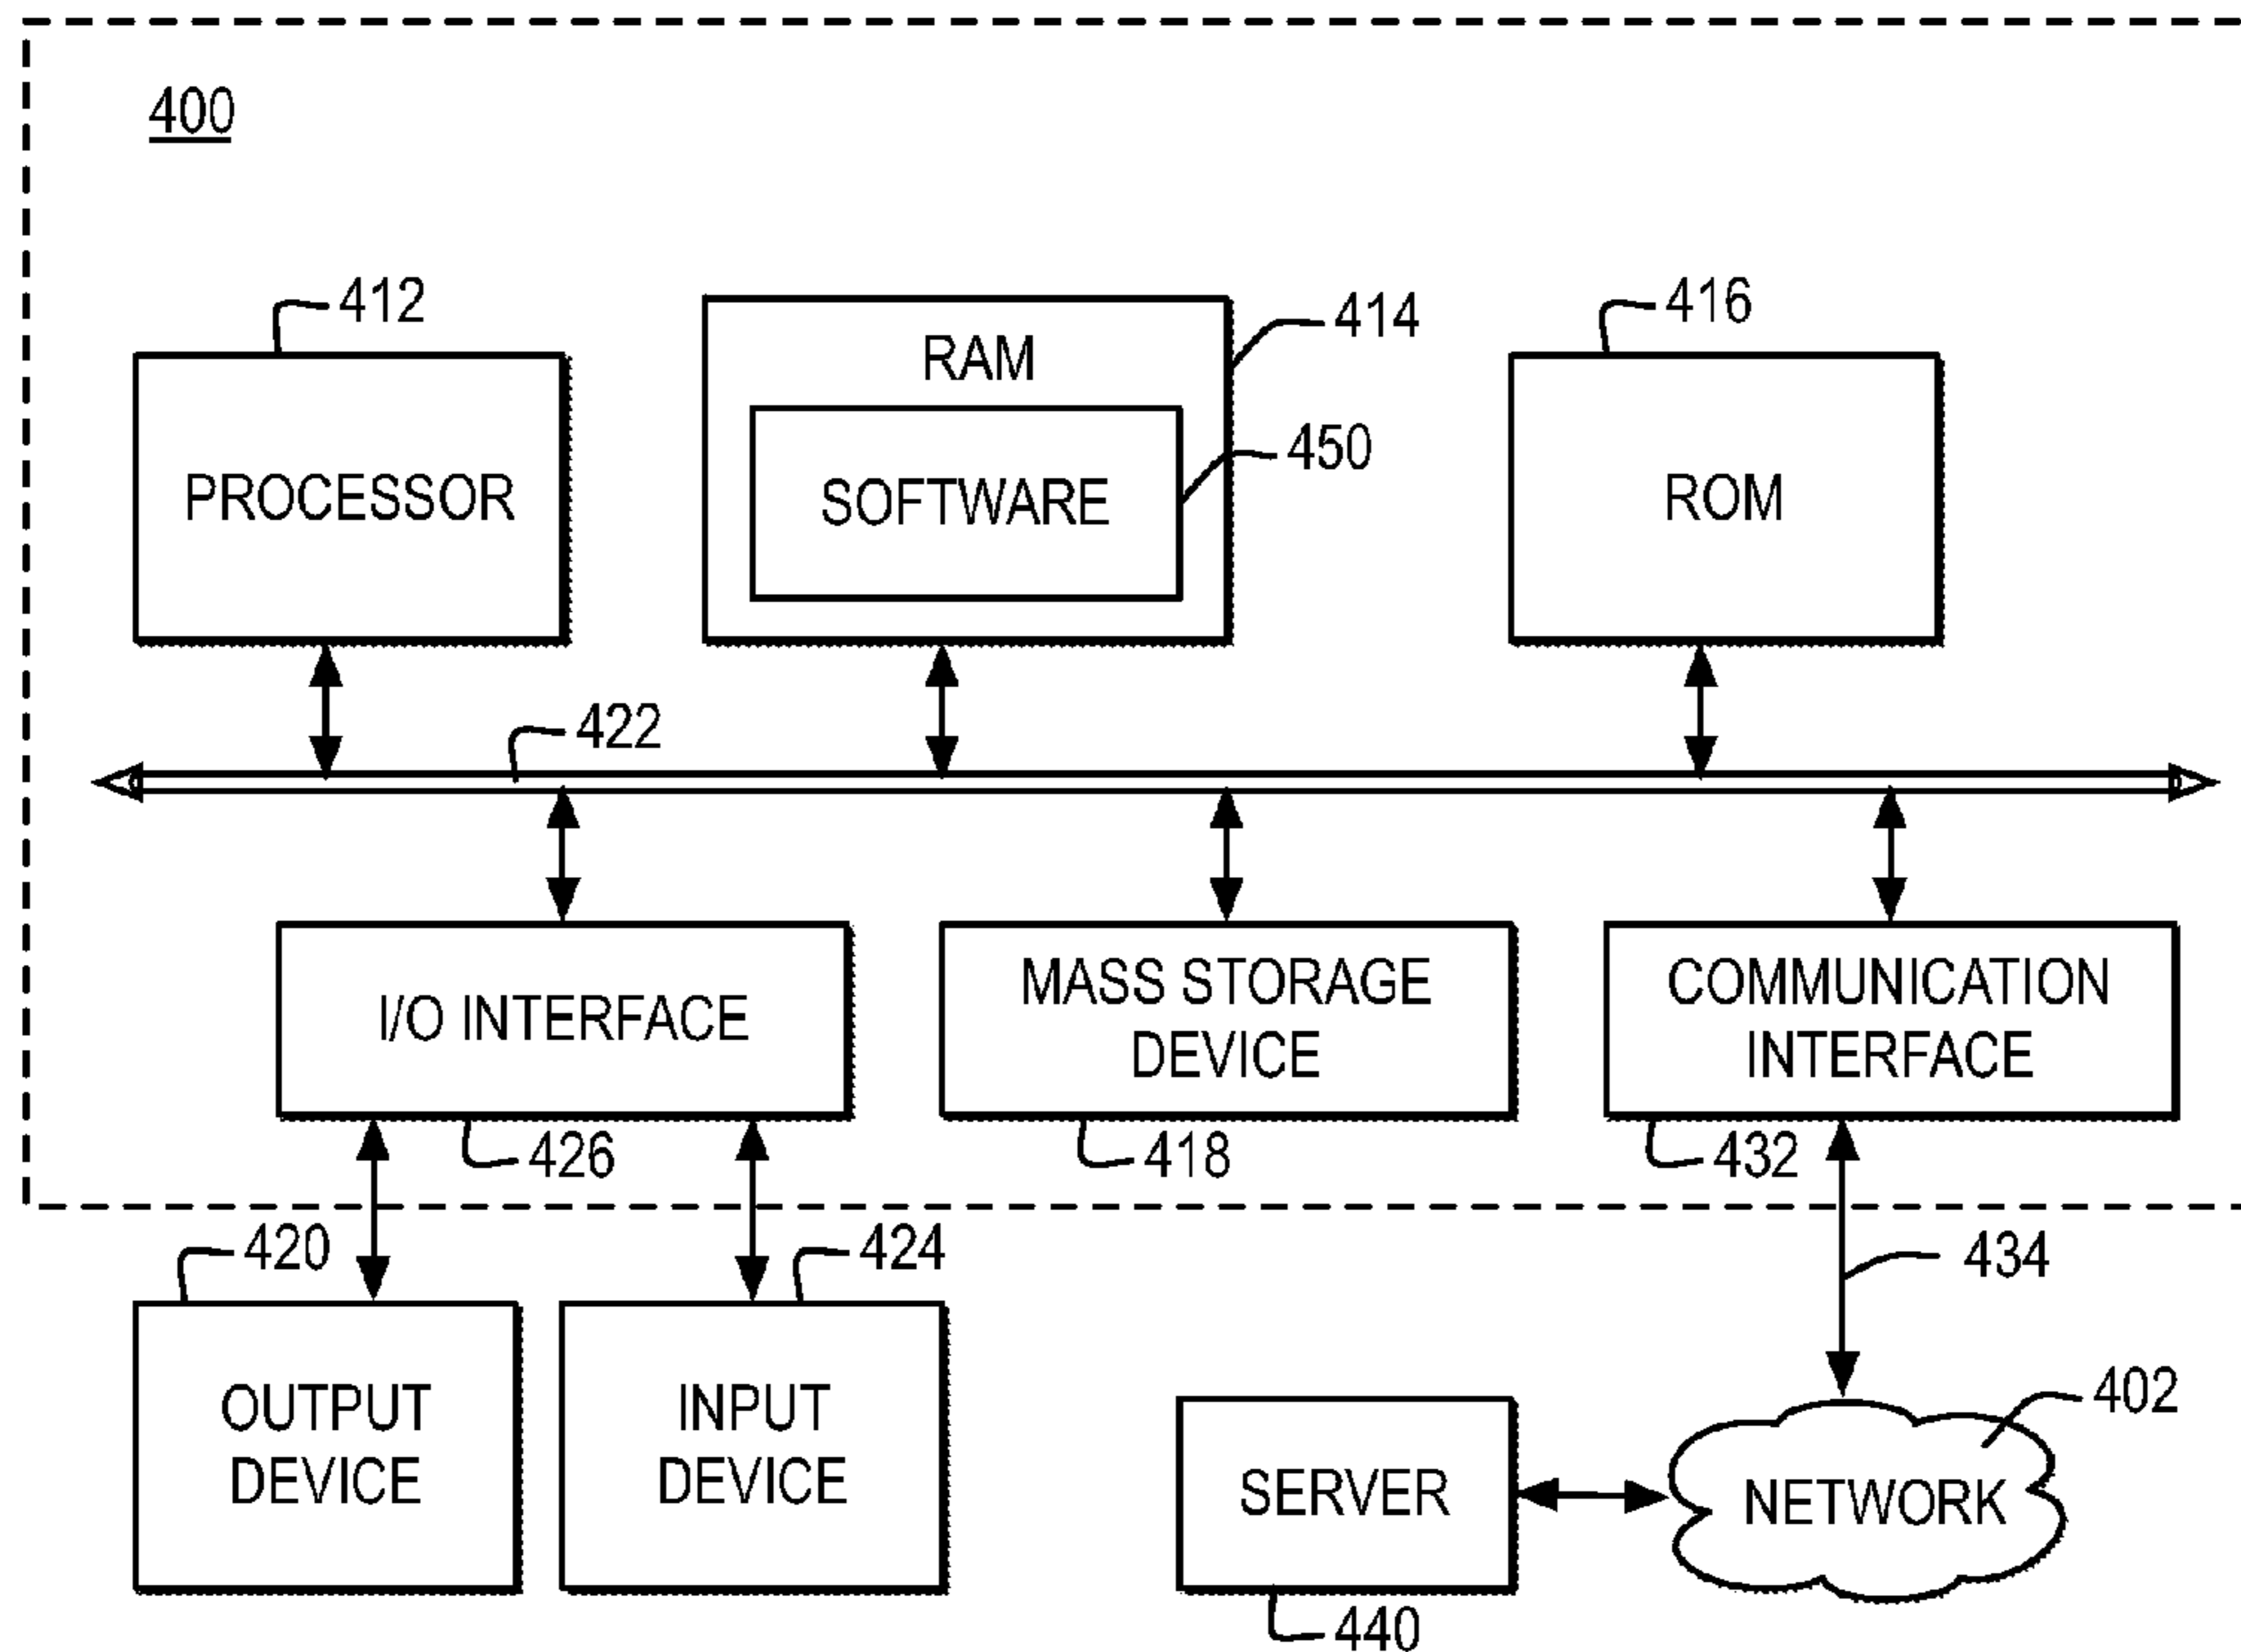 400
412
414
416
RAM
450
PROCESSOR
SOFTWARE
ROM
422
I/O INTERFACE
MASS STORAGE
DEVICE
COMMUNICATION
INTERFACE
426
418
432
420
424
434
OUTPUT
DEVICE
INPUT
DEVICE
402
SERVER
NETWORK
440